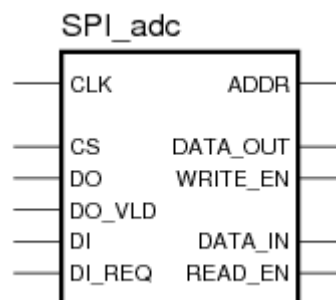 SPI_adc
CLK ADDR
CS DATA_OUT
DO WRITE_EN
DO_VLD
DI DATA_IN
DI_REQ READ_EN